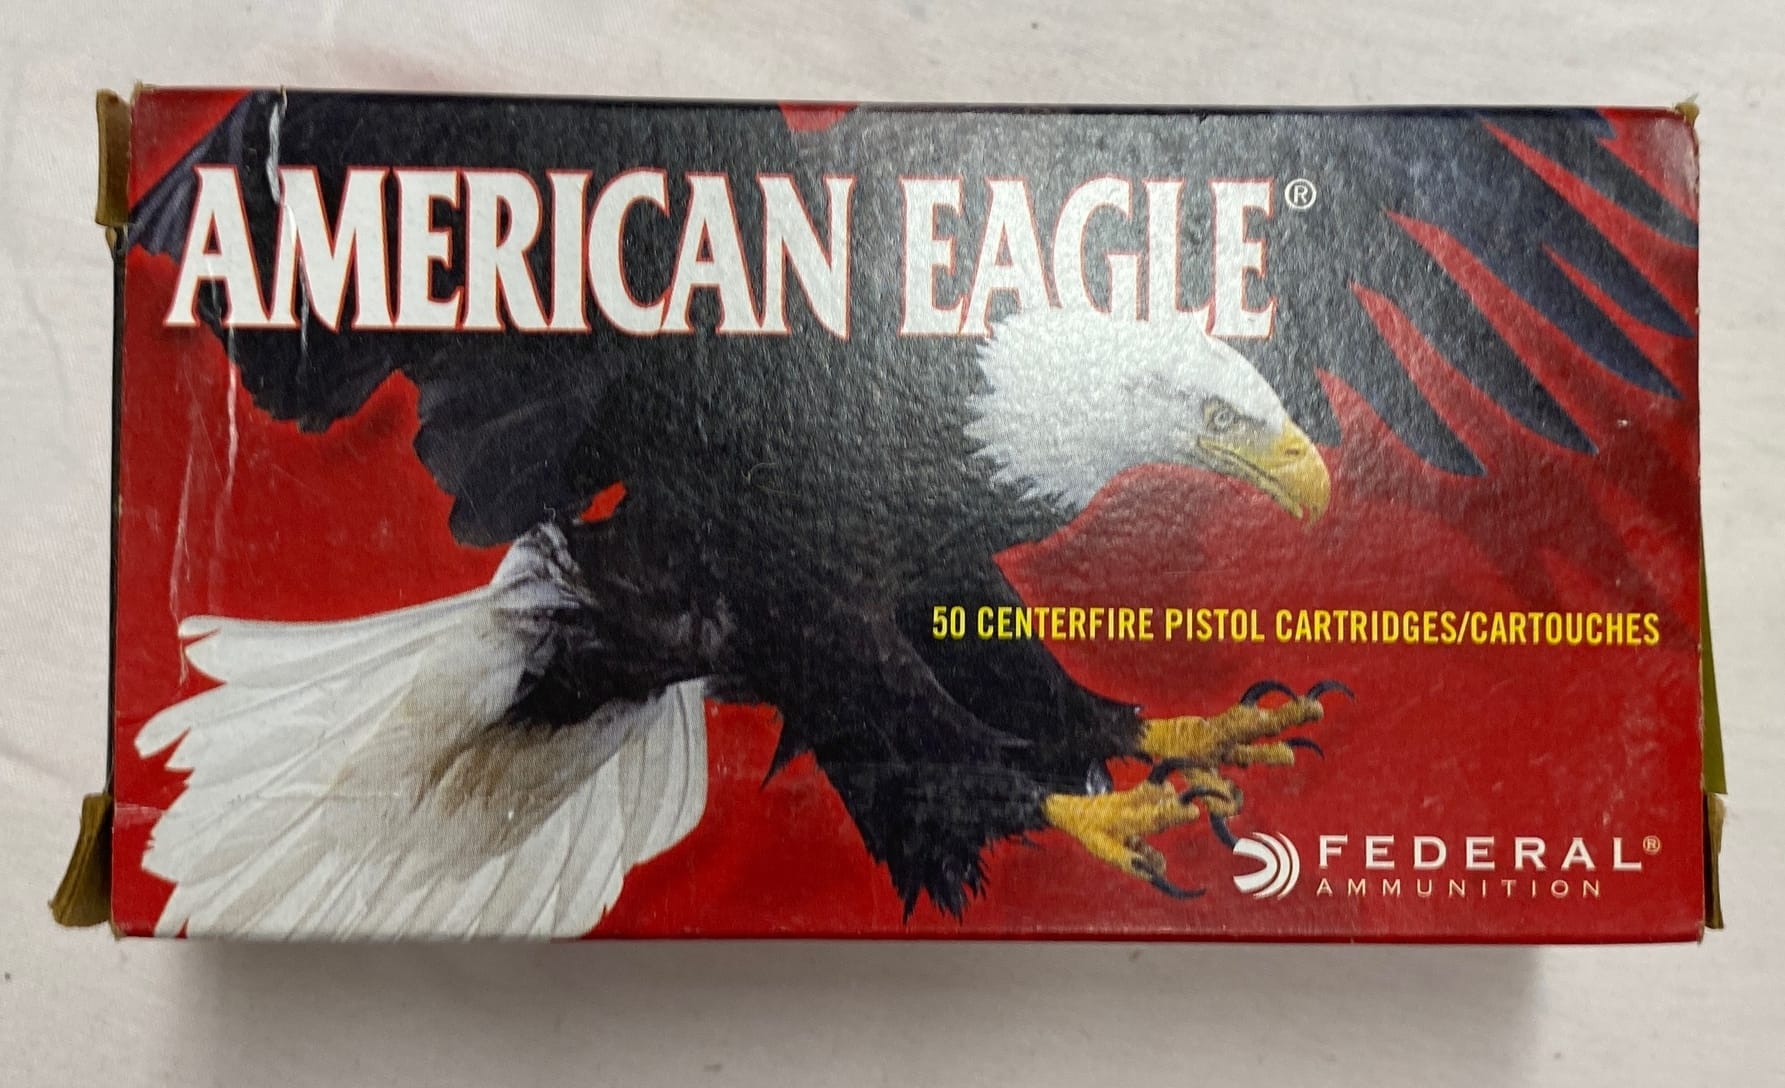 AMERICAN EAGLE®
50 CENTERFIRE PISTOL CARTRIDGES/CARTOUCHES
FEDERAL®
AMMUNITION